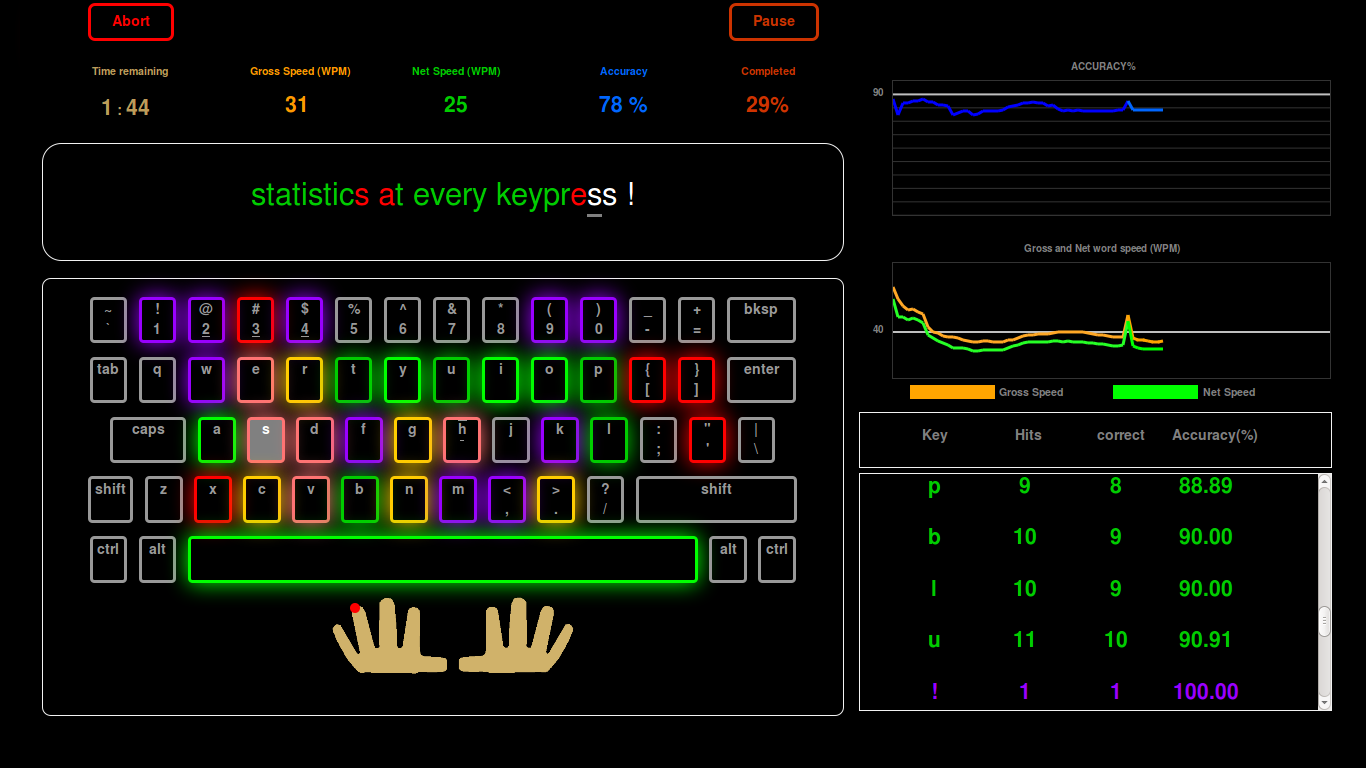 Abort Pause
Time remaining Gross Speed (WPM) Net Speed (WPM) Accuracy Completed
1 : 44 31 25 78 % 29%
statistics at every keypress !
~ ! @ # $ % ^ & * ( ) _ + bksp
` 1 2 3 4 5 6 7 8 9 0 - =
tab q w e r t y u i o p { } enter
[ ]
caps a s d f g h j k l : " |
; ' \
shift z x c v b n m < > ? shift
, . /
ctrl alt alt ctrl
ACCURACY%
90
Gross and Net word speed (WPM)
40
Gross Speed Net Speed
Key Hits correct Accuracy(%)
p 9 8 88.89
b 10 9 90.00
l 10 9 90.00
u 11 10 90.91
! 1 1 100.00